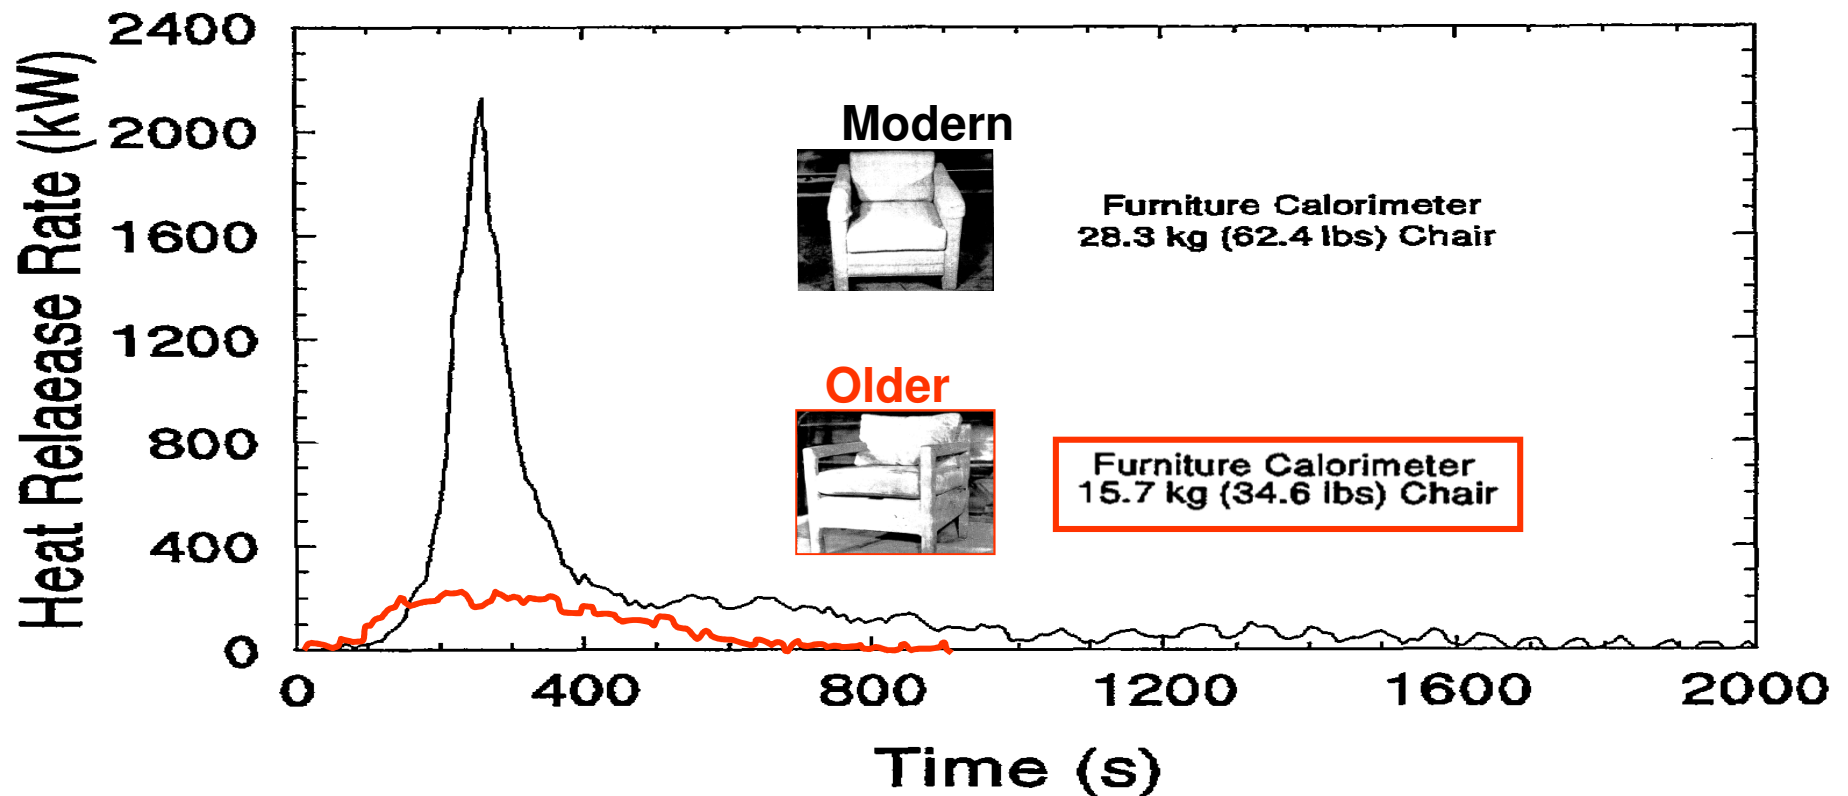 Heat Relaease Rate (kW)
2400
2000
1600
1200
800
400
0
Modern
Furniture Calorimeter
28.3 kg (62.4 lbs) Chair
Older
Furniture Calorimeter
15.7 kg (34.6 lbs) Chair
0 400 800 1200 1600 2000
Time (s)